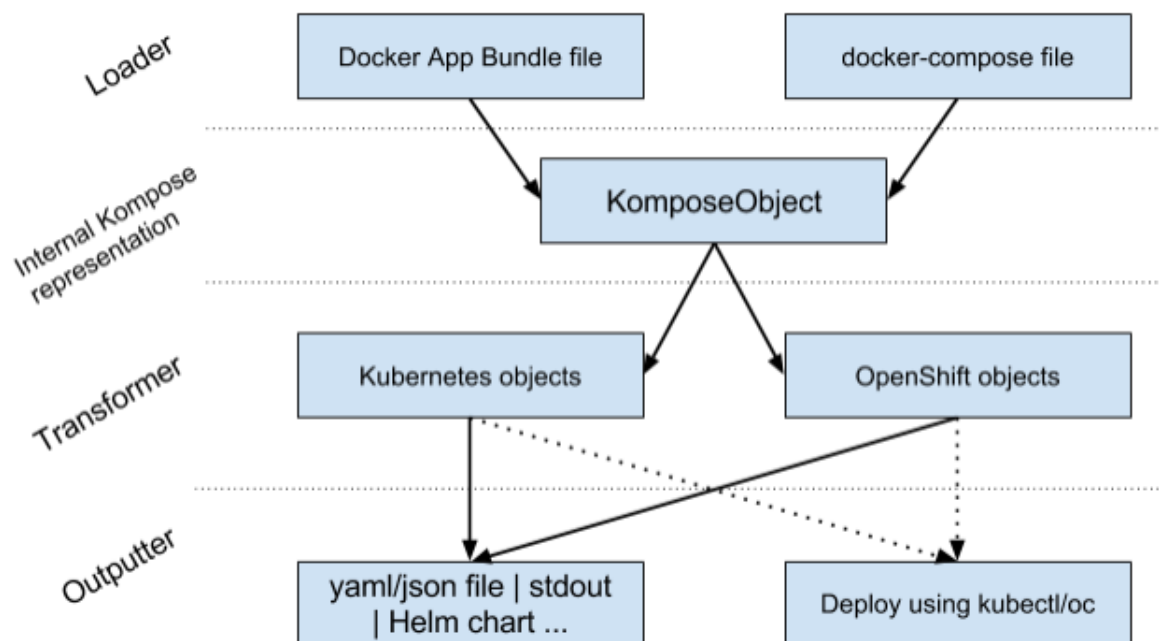 Loader
Docker App Bundle file
docker-compose file
Internal Kompose
representation
KomposeObject
Transformer
Kubernetes objects
OpenShift objects
Outputter
yaml/json file | stdout
| Helm chart ...
Deploy using kubectl/oc